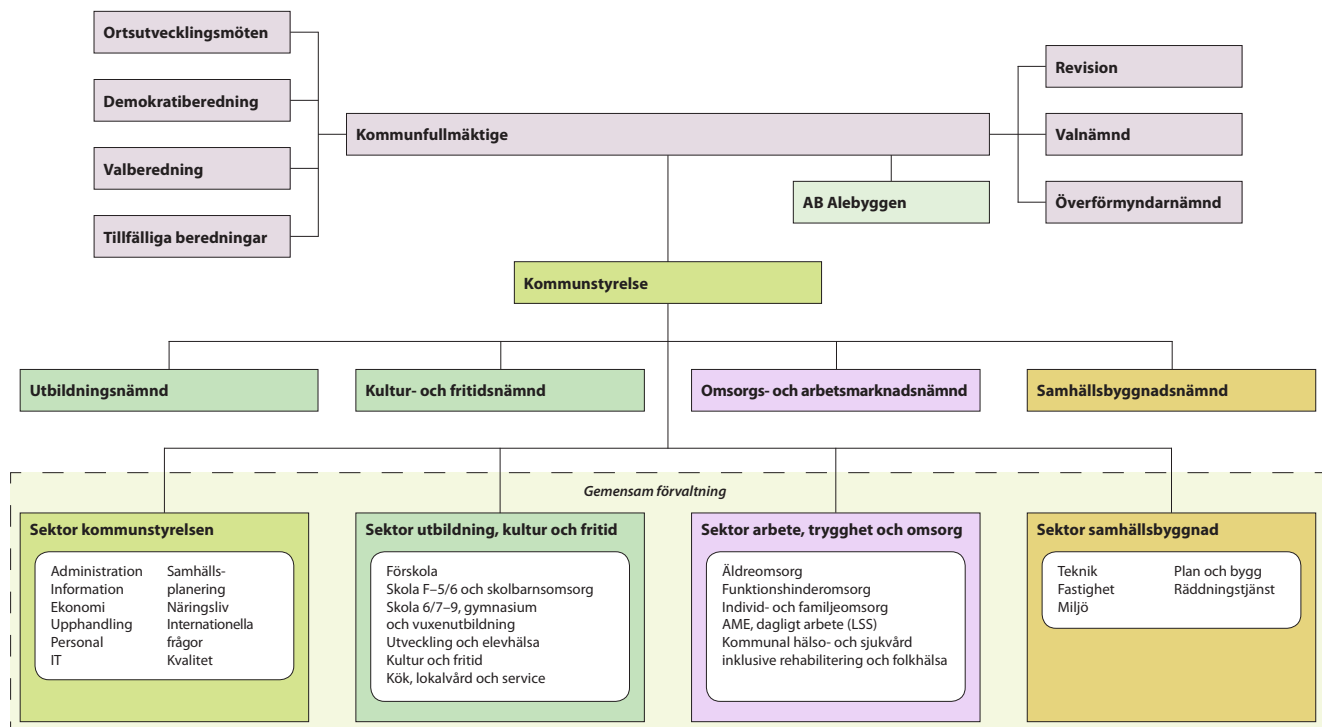 Ortsutvecklingsmöten
Demokratiberedning
Valberedning
Tillfälliga beredningar
Kommunfullmäktige
Revision
Valnämnd
Överförmyndarnämnd
AB Alebyggen
Kommunstyrelse
Utbildningsnämnd
Kultur- och fritidsnämnd
Omsorgs- och arbetsmarknadsnämnd
Samhällsbyggnadsnämnd
Gemensam förvaltning
Sektor kommunstyrelsen
Administration
Information
Ekonomi
Upphandling
Personal
IT
Samhälls-
planering
Näringsliv
Internationella
frågor
Kvalitet
Sektor utbildning, kultur och fritid
Förskola
Skola F–5/6 och skolbarnsomsorg
Skola 6/7–9, gymnasium
och vuxenutbildning
Utveckling och elevhälsa
Kultur och fritid
Kök, lokalvård och service
Sektor arbete, trygghet och omsorg
Äldreomsorg
Funktionshinderomsorg
Individ- och familjeomsorg
AME, dagligt arbete (LSS)
Kommunal hälso- och sjukvård
inklusive rehabilitering och folkhälsa
Sektor samhällsbyggnad
Teknik
Fastighet
Miljö
Plan och bygg
Räddningstjänst